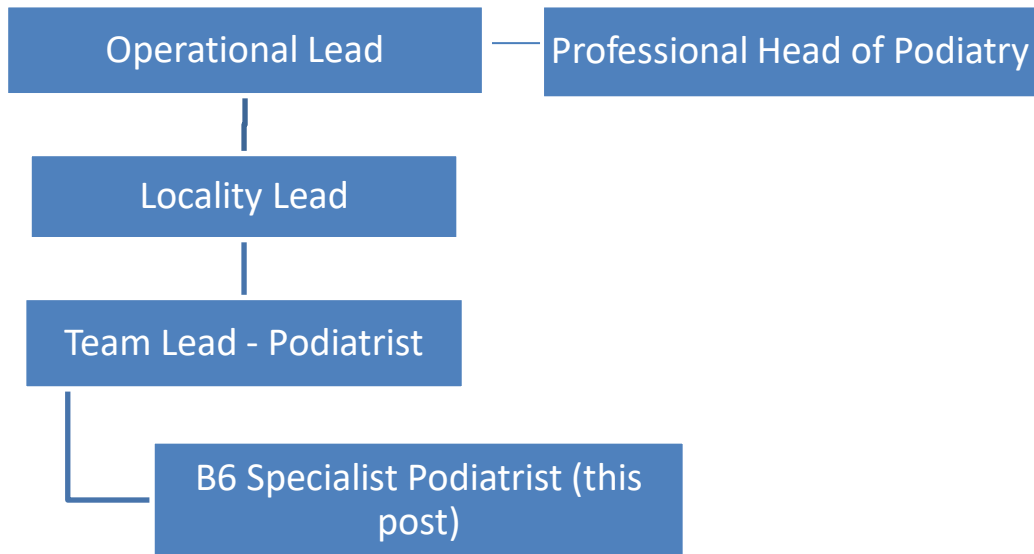 Operational Lead
Professional Head of Podiatry
Locality Lead
Team Lead - Podiatrist
B6 Specialist Podiatrist (this
post)